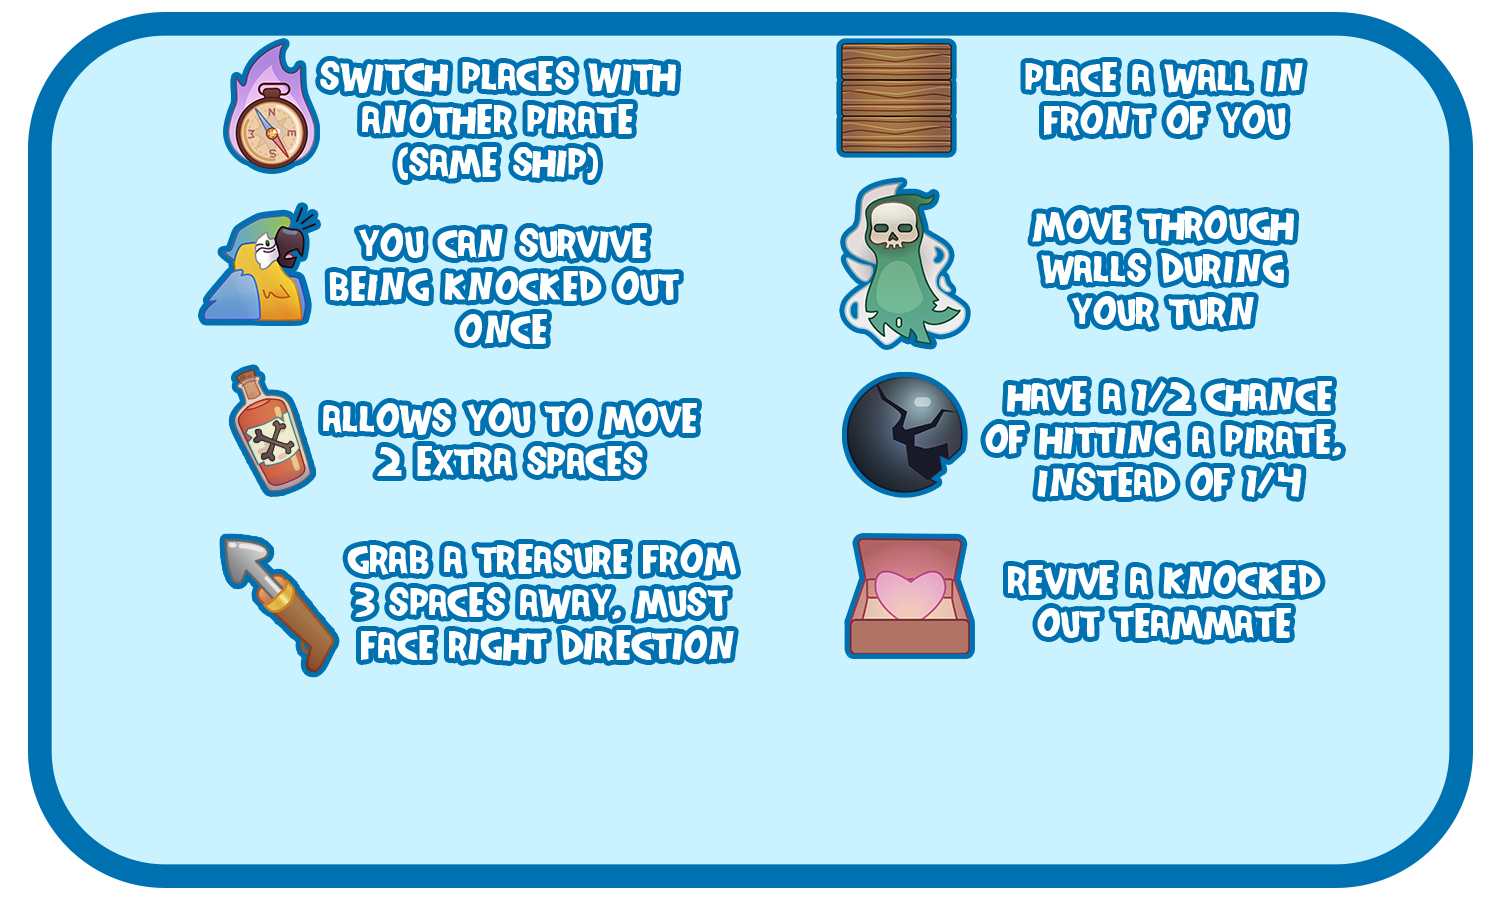 SWITCH PLACES WITH
ANOTHER PIRATE
(SAME SHIP)
PLACE A WALL IN
FRONT OF YOU
YOU CAN SURVIVE
BEING KNOCKED OUT
ONCE
MOVE THROUGH
WALLS DURING
YOUR TURN
ALLOWS YOU TO MOVE
2 EXTRA SPACES
HAVE A 1/2 CHANCE
OF HITTING A PIRATE,
INSTEAD OF 1/4
GRAB A TREASURE FROM
3 SPACES AWAY, MUST
FACE RIGHT DIRECTION
REVIVE A KNOCKED
OUT TEAMMATE
N
E
S
W